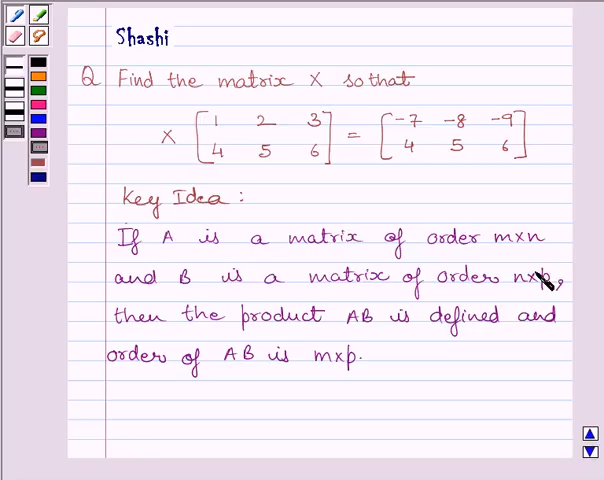 Shashi
Q Find the matrix X so that
X [1 2 3 = [-7 -8 -9
4 5 6] 4 5 6]
Key Idea:
If A is a matrix of order m×n
and B is a matrix of order n×p,
then the product AB is defined and
order of AB is m×p.